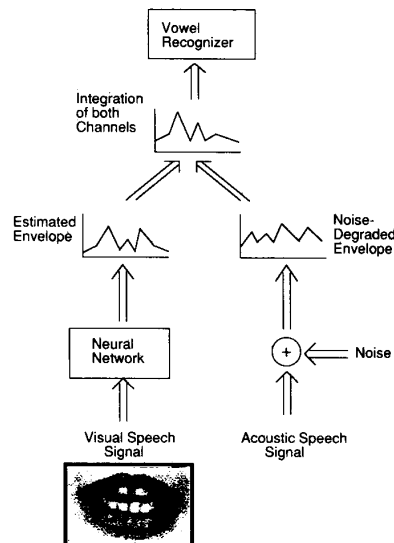 Vowel
Recognizer
Integration
of both
Channels
Estimated
Envelope
Noise-
Degraded
Envelope
Neural
Network
Noise
+
Visual Speech
Signal
Acoustic Speech
Signal